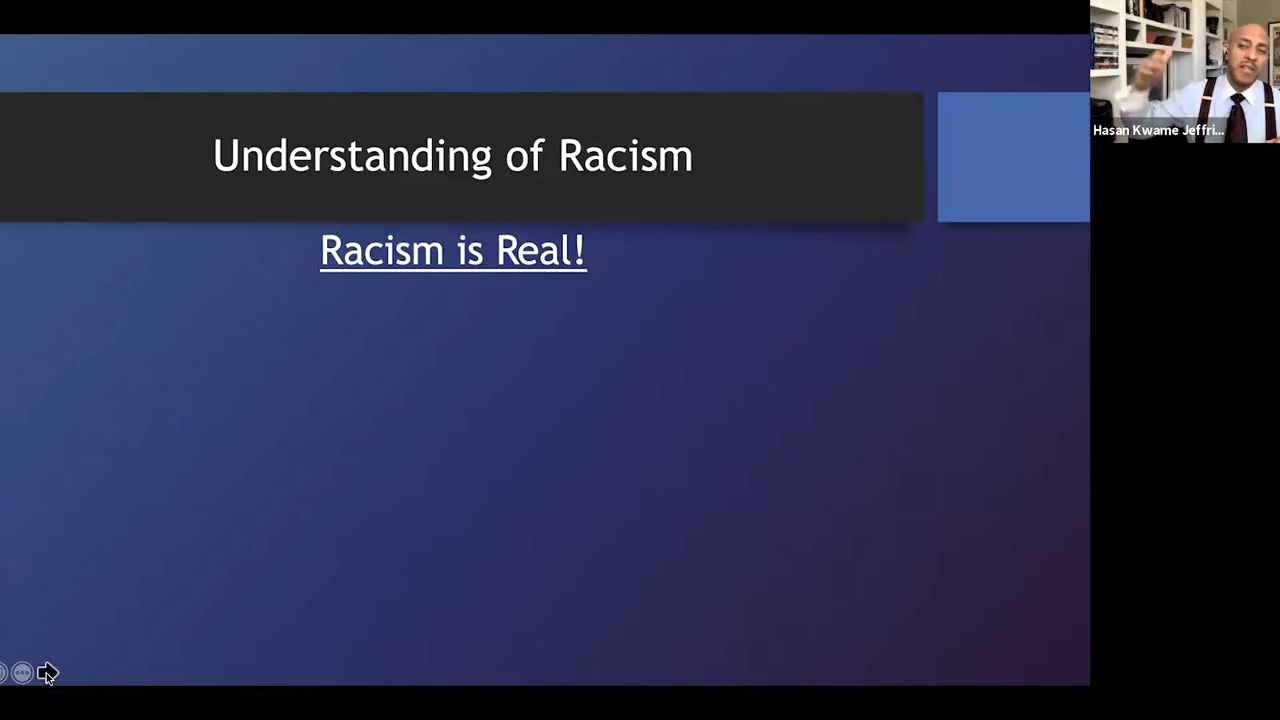 Understanding of Racism
Racism is Real!
Hasan Kwame Jeffri...